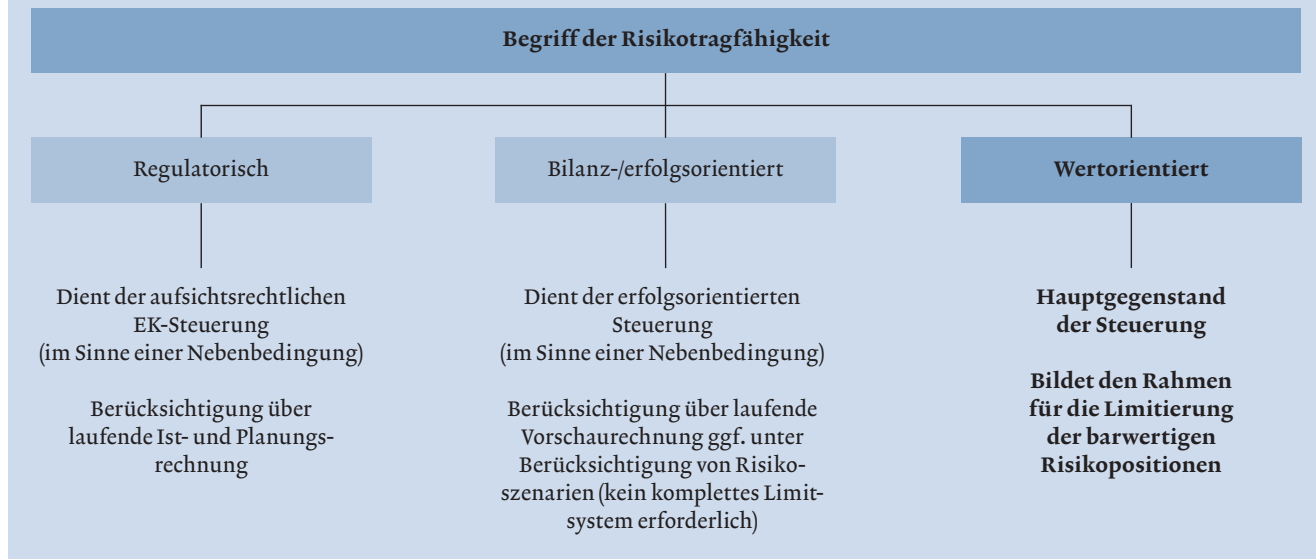 Begriff der Risikotragfähigkeit
Regulatorisch
Dient der aufsichtsrechtlichen
EK-Steuerung
(im Sinne einer Nebenbedingung)
Berücksichtigung über
laufende Ist- und Planungs-
rechnung
Bilanz-/erfolgsorientiert
Dient der erfolgsorientierten
Steuerung
(im Sinne einer Nebenbedingung)
Berücksichtigung über laufende
Vorschaurechnung ggf. unter
Berücksichtigung von Risiko-
szenarien (kein komplettes Limit-
system erforderlich)
Wertorientiert
Hauptgegenstand
der Steuerung
Bildet den Rahmen
für die Limitierung
der barwertigen
Risikopositionen